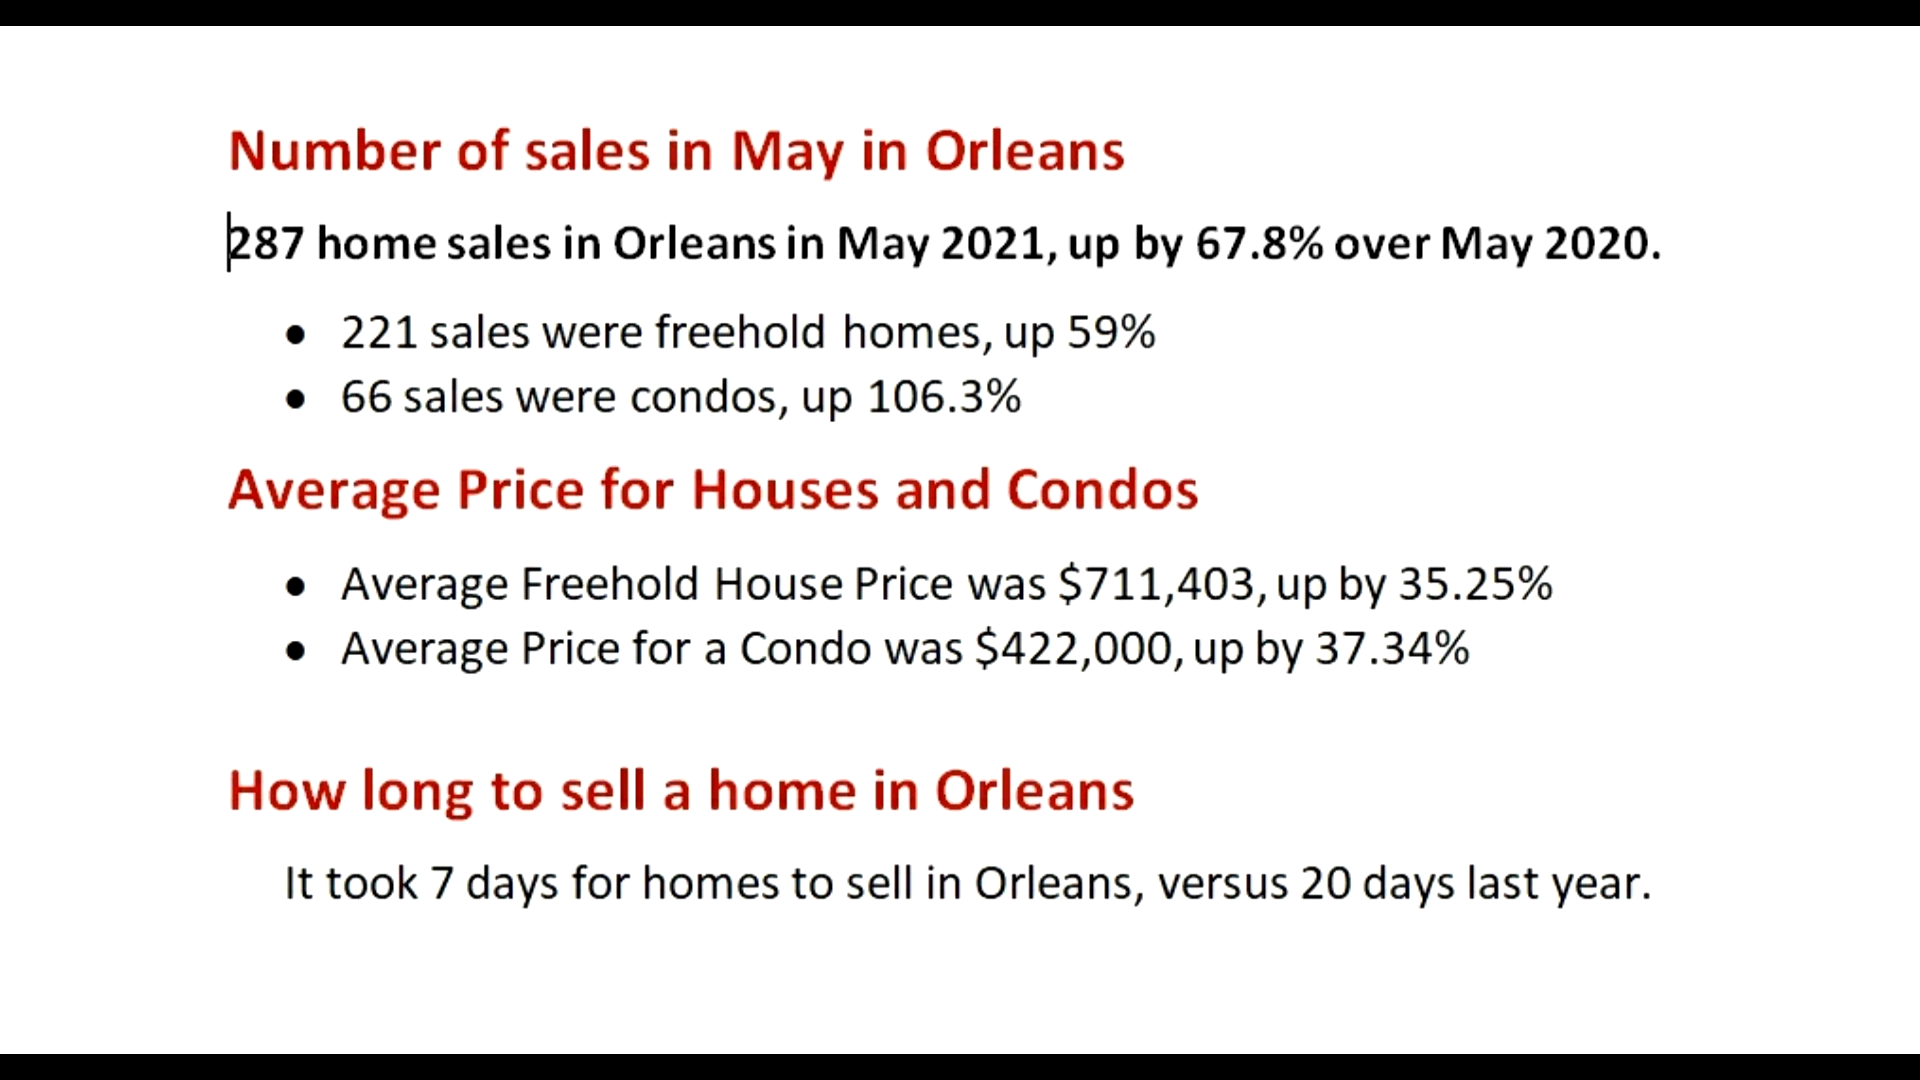 Number of sales in May in Orleans
287 home sales in Orleans in May 2021, up by 67.8% over May 2020.
• 221 sales were freehold homes, up 59%
• 66 sales were condos, up 106.3%
Average Price for Houses and Condos
• Average Freehold House Price was $711,403, up by 35.25%
• Average Price for a Condo was $422,000, up by 37.34%
How long to sell a home in Orleans
It took 7 days for homes to sell in Orleans, versus 20 days last year.